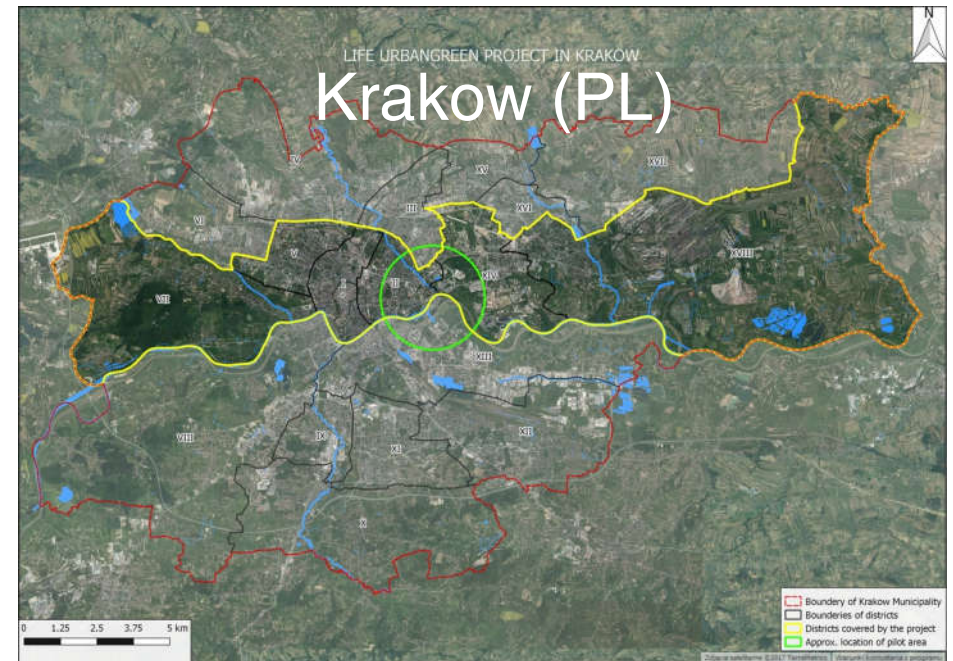 N
LIFE URBANGREEN PROJECT IN KRAKOW
Krakow (PL)
IV
XV
XVII
III
XVI
VI
V
XVIII
XIV
I
II
VII
XIII
VIII
IX
XI
XII
X
Boundery of Krakow Municipality
Bounderies of districts
Districts covered by the project
Approx. location of pilot area
0 1.25 2.5 3.75 5 km